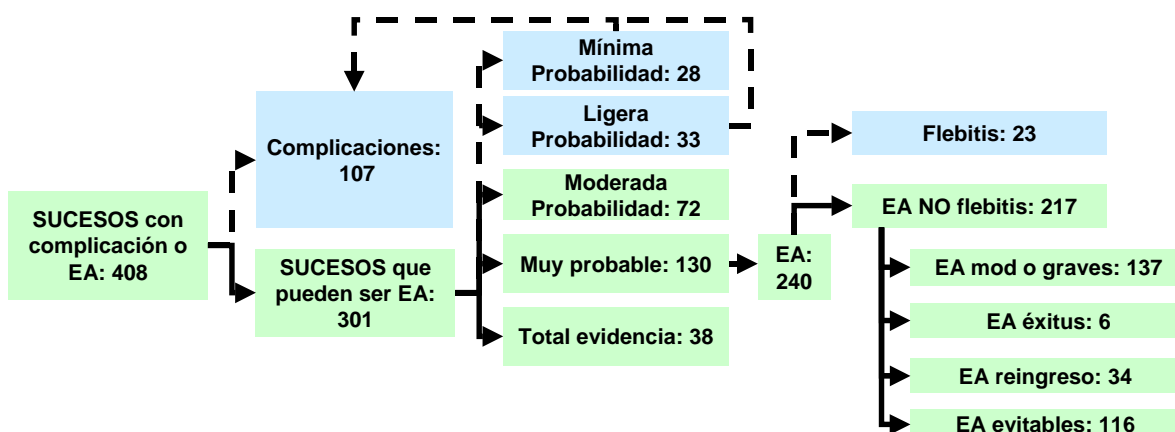 Mínima
Probabilidad: 28
Complicaciones:
107
Ligera
Probabilidad: 33
Flebitis: 23
SUCESOS con
complicación o
EA: 408
Moderada
Probabilidad: 72
EA NO flebitis: 217
SUCESOS que
pueden ser EA:
301
Muy probable: 130
EA:
240
EA mod o graves: 137
Total evidencia: 38
EA éxitus: 6
EA reingreso: 34
EA evitables: 116